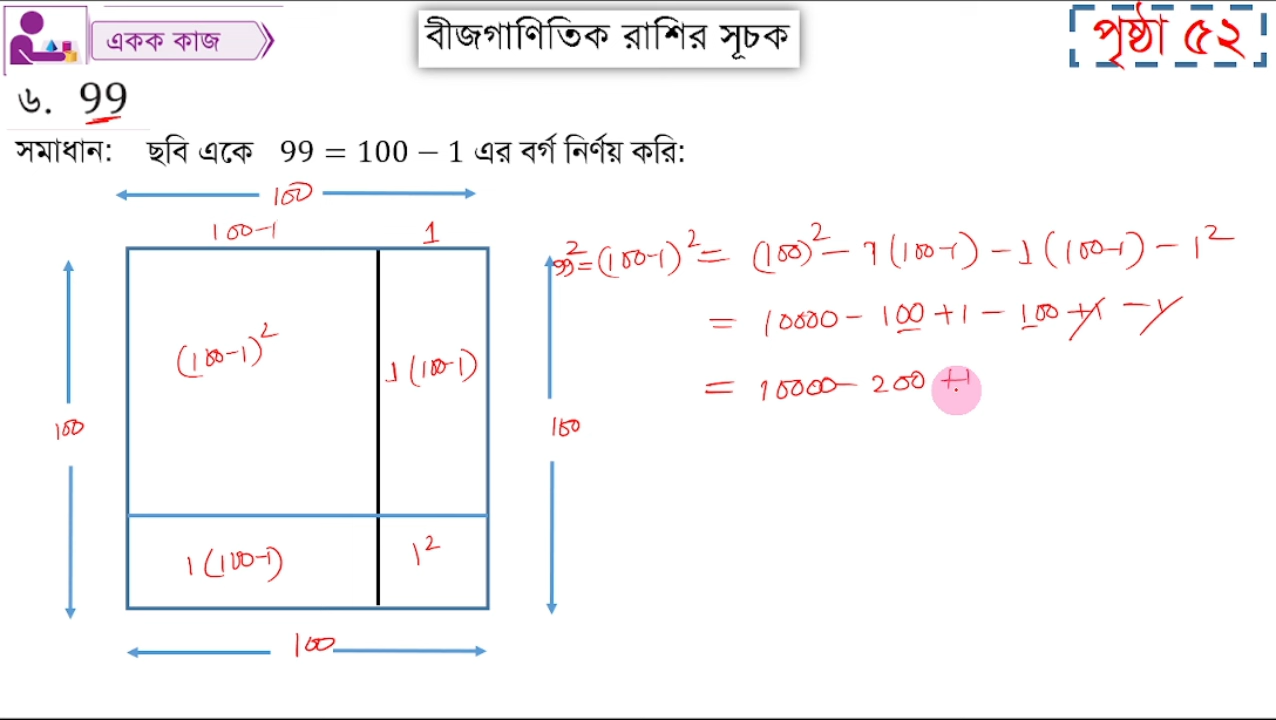 একক কাজ
বীজগাণিতিক রাশির সূচক
পৃষ্ঠা ৫২
৬. 99
সমাধান: ছবি একে 99 = 100 − 1 এর বর্গ নির্ণয় করি:
100
100-1
1
99² = (100-1)² = (100)² − 1(100-1) − 1(100-1) − 1²
= 10000 − 100 + 1 − 100 + 1 − 1
= 10000 − 200 + 1
(100-1)²
1(100-1)
100
100
1(100-1)
1²
100